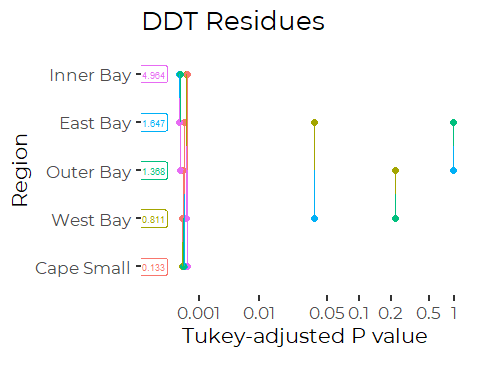 DDT Residues
Inner Bay 4.964
East Bay 1.647
Outer Bay 1.368
West Bay 0.811
Cape Small 0.133
Region
0.001 0.01 0.05 0.1 0.2 0.5 1
Tukey-adjusted P value